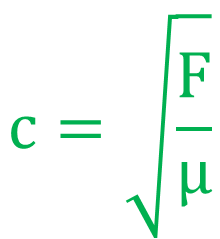 c = √(F/μ)